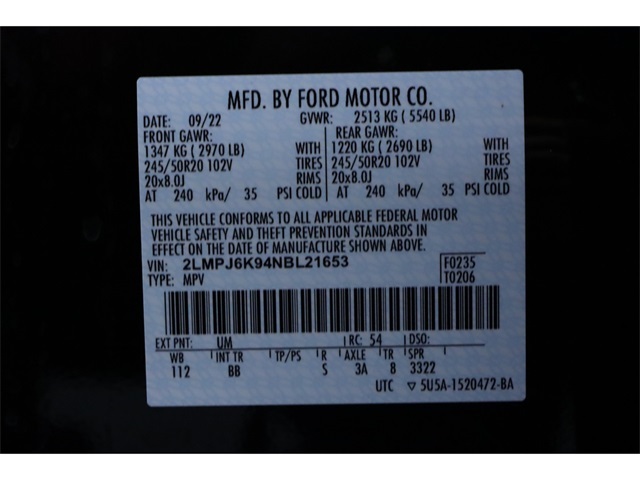 MFD. BY FORD MOTOR CO.
DATE: 09/22 GVWR: 2513 KG ( 5540 LB)
FRONT GAWR: REAR GAWR:
1347 KG ( 2970 LB) WITH 1220 KG ( 2690 LB) WITH
245/50R20 102V TIRES 245/50R20 102V TIRES
20x8.0J RIMS 20x8.0J RIMS
AT 240 kPa/ 35 PSI COLD AT 240 kPa/ 35 PSI COLD
THIS VEHICLE CONFORMS TO ALL APPLICABLE FEDERAL MOTOR
VEHICLE SAFETY AND THEFT PREVENTION STANDARDS IN
EFFECT ON THE DATE OF MANUFACTURE SHOWN ABOVE.
VIN: 2LMPJ6K94NBL21653 F0235
TYPE: MPV T0206
EXT PNT: UM RC: 54 DSO:
WB INT TR TP/PS R AXLE TR SPR
112 BB S 3A 8 3322
UTC ▽ 5U5A-1520472-BA